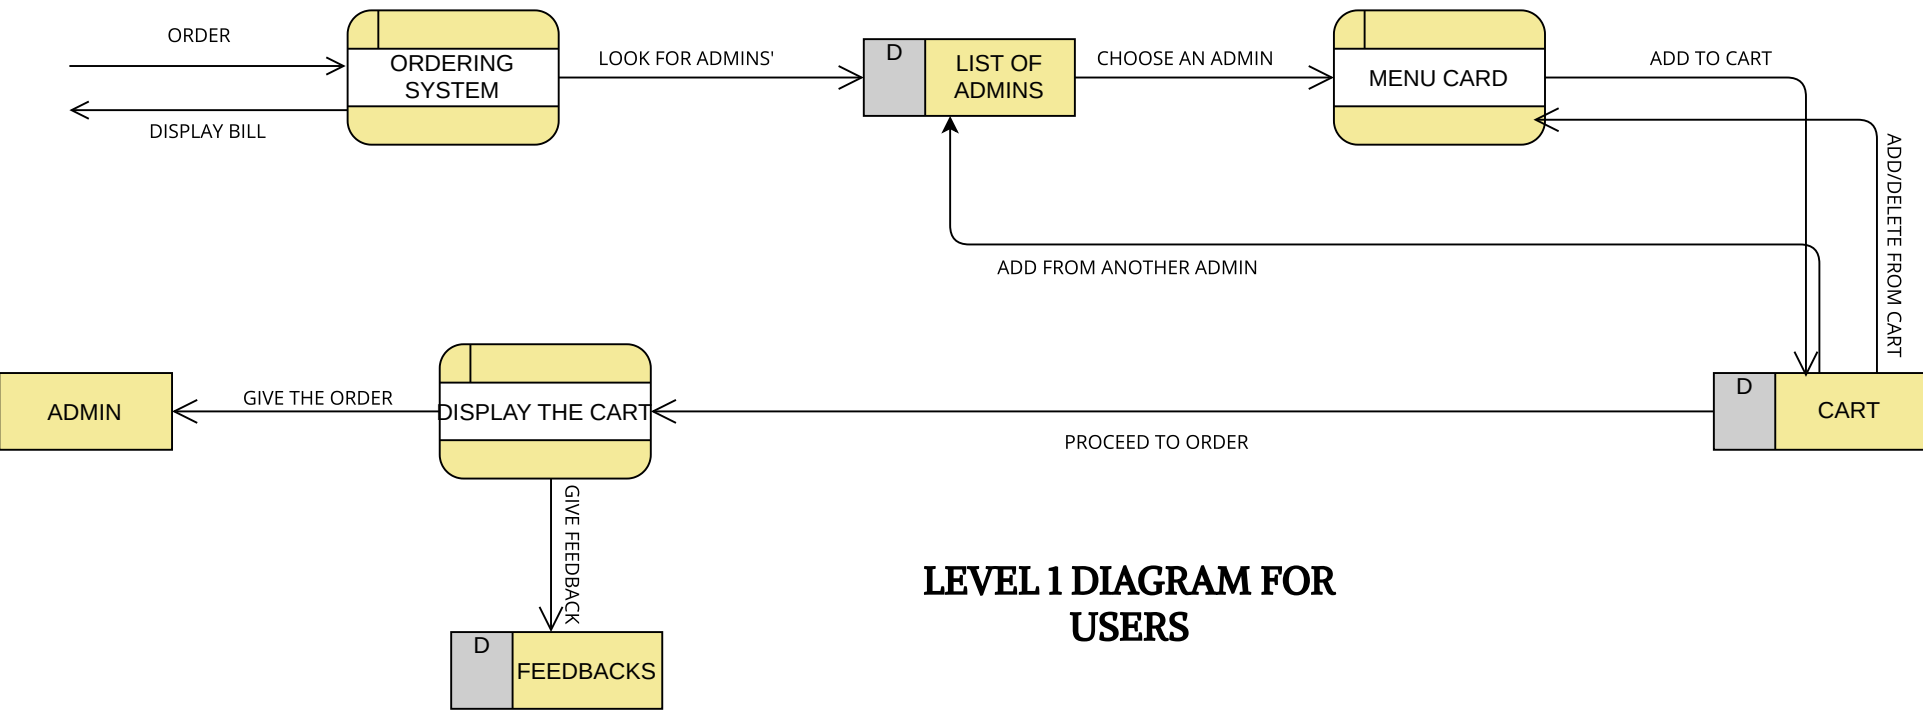 ORDER
DISPLAY BILL
ORDERING
SYSTEM
LOOK FOR ADMINS'
D
LIST OF
ADMINS
CHOOSE AN ADMIN
MENU CARD
ADD TO CART
ADD/DELETE FROM CART
ADD FROM ANOTHER ADMIN
ADMIN
GIVE THE ORDER
DISPLAY THE CART
PROCEED TO ORDER
D
CART
GIVE FEEDBACK
D
FEEDBACKS
LEVEL 1 DIAGRAM FOR
USERS